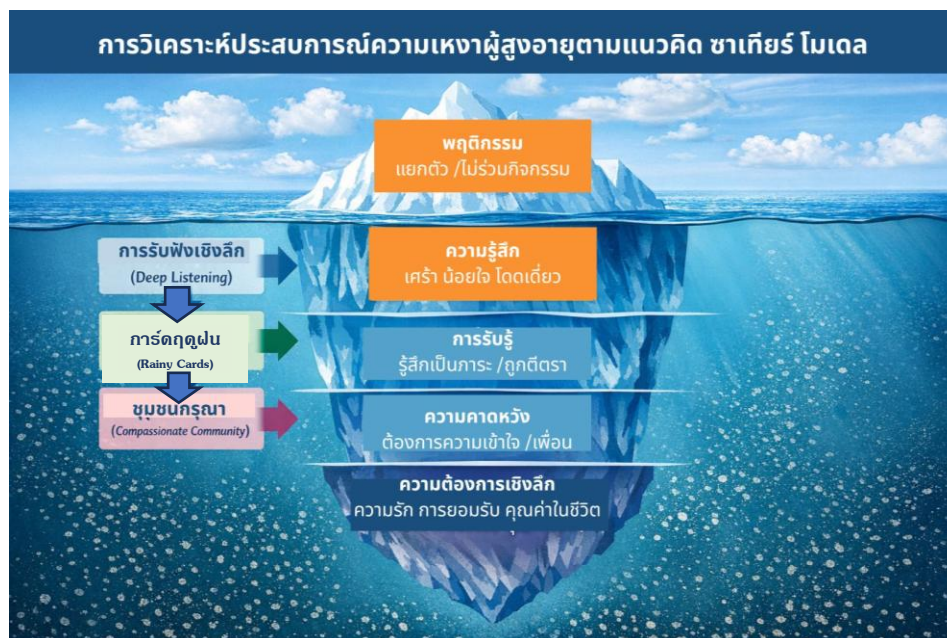 การวิเคราะห์ประสบการณ์ความเหงาผู้สูงอายุตามแนวคิด ซาเทียร์ โมเดล
พฤติกรรม
แยกตัว /ไม่ร่วมกิจกรรม
การรับฟังเชิงลึก
(Deep Listening)
ความรู้สึก
เศร้า น้อยใจ โดดเดี่ยว
การ์ดฤดูฝน
(Rainy Cards)
การรับรู้
รู้สึกเป็นภาระ /ถูกตีตรา
ชุมชนกรุณา
(Compassionate Community)
ความคาดหวัง
ต้องการความเข้าใจ /เพื่อน
ความต้องการเชิงลึก
ความรัก การยอมรับ คุณค่าในชีวิต